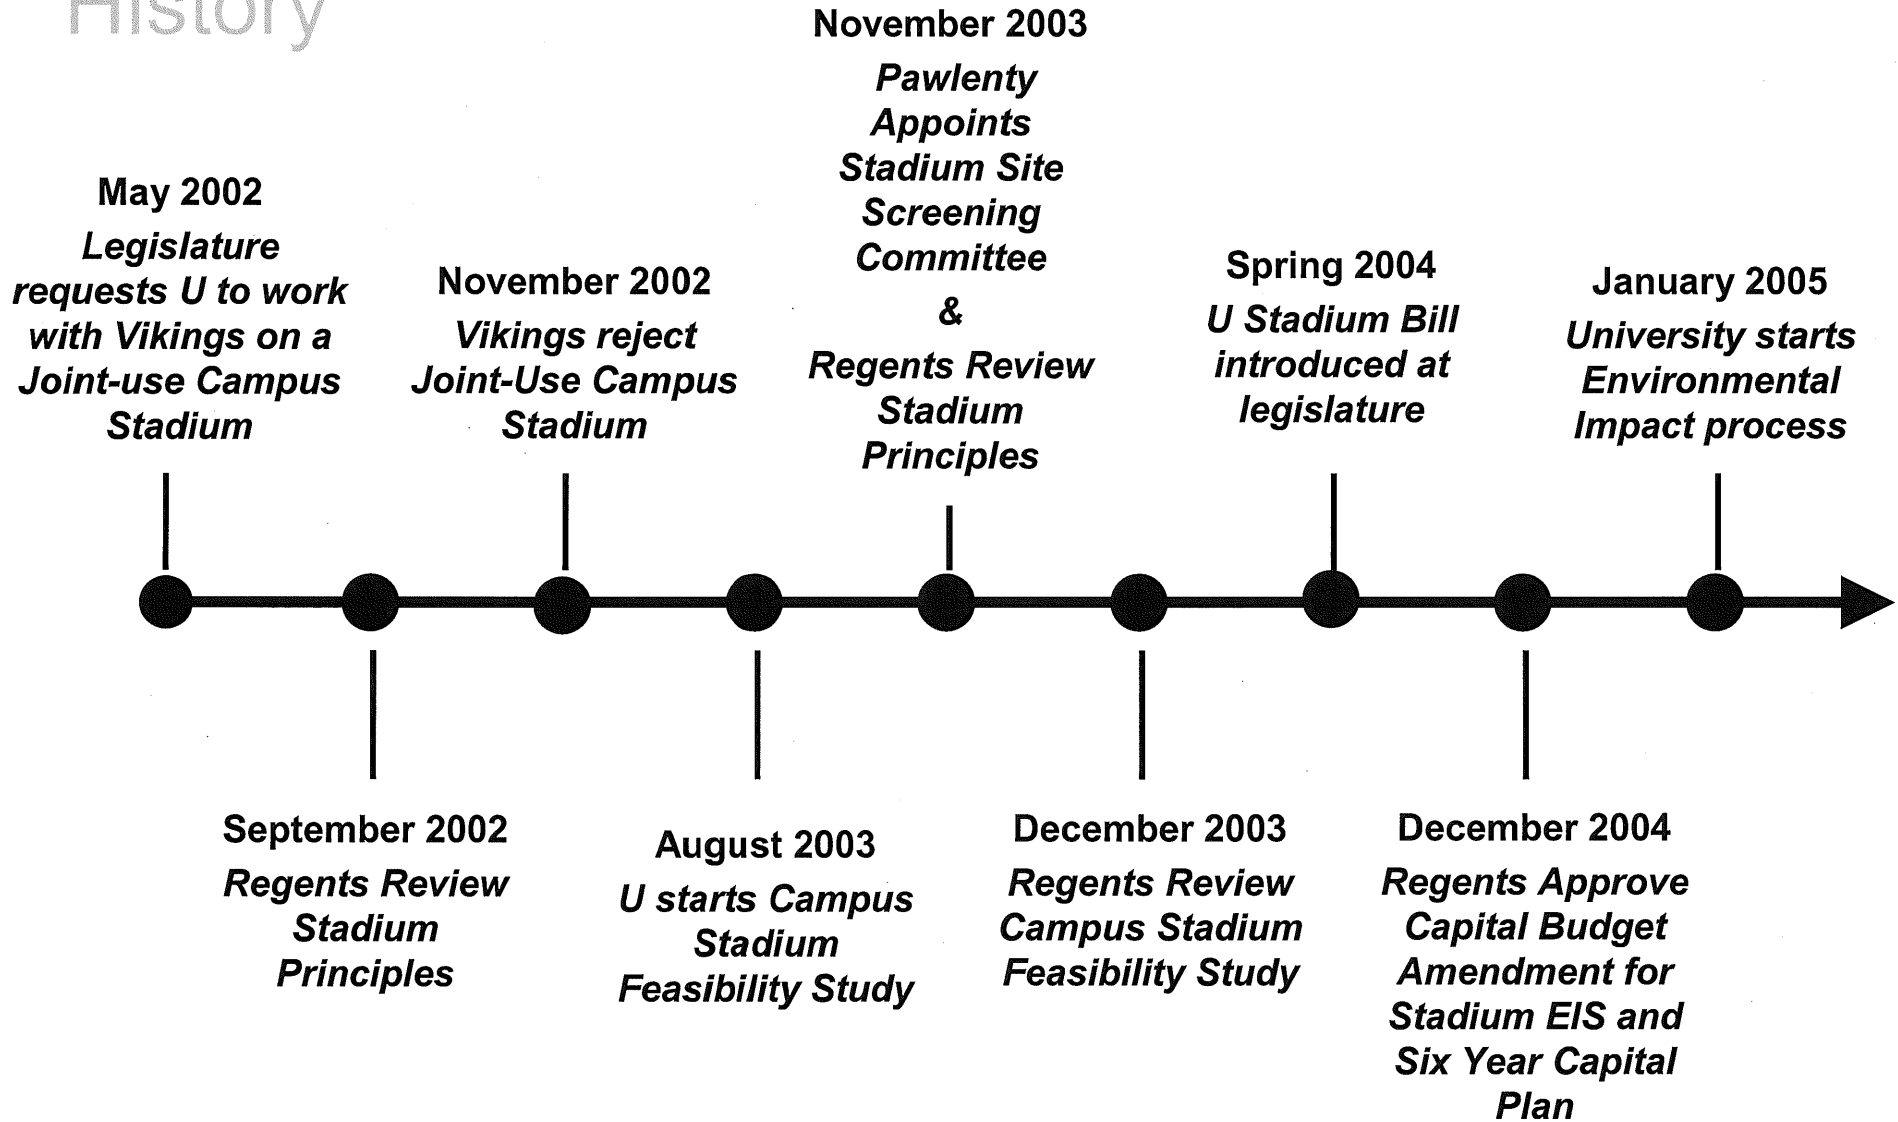 History
May 2002
Legislature
requests U to work
with Vikings on a
Joint-use Campus
Stadium
September 2002
Regents Review
Stadium
Principles
November 2002
Vikings reject
Joint-Use Campus
Stadium
August 2003
U starts Campus
Stadium
Feasibility Study
November 2003
Pawlenty
Appoints
Stadium Site
Screening
Committee
&
Regents Review
Stadium
Principles
December 2003
Regents Review
Campus Stadium
Feasibility Study
Spring 2004
U Stadium Bill
introduced at
legislature
December 2004
Regents Approve
Capital Budget
Amendment for
Stadium EIS and
Six Year Capital
Plan
January 2005
University starts
Environmental
Impact process